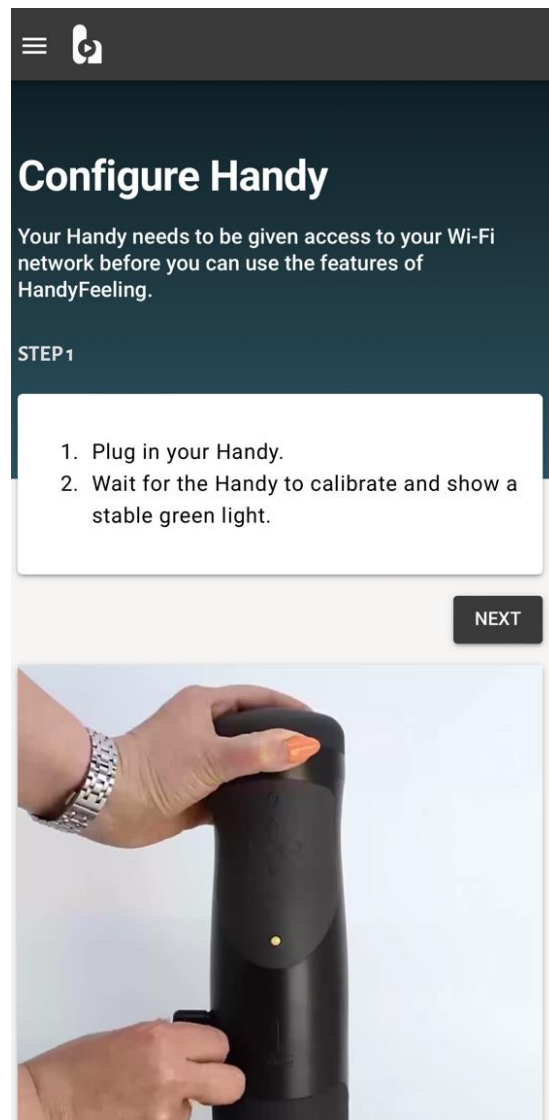 Configure Handy
Your Handy needs to be given access to your Wi-Fi
network before you can use the features of
HandyFeeling.
STEP 1
1. Plug in your Handy.
2. Wait for the Handy to calibrate and show a
stable green light.
NEXT